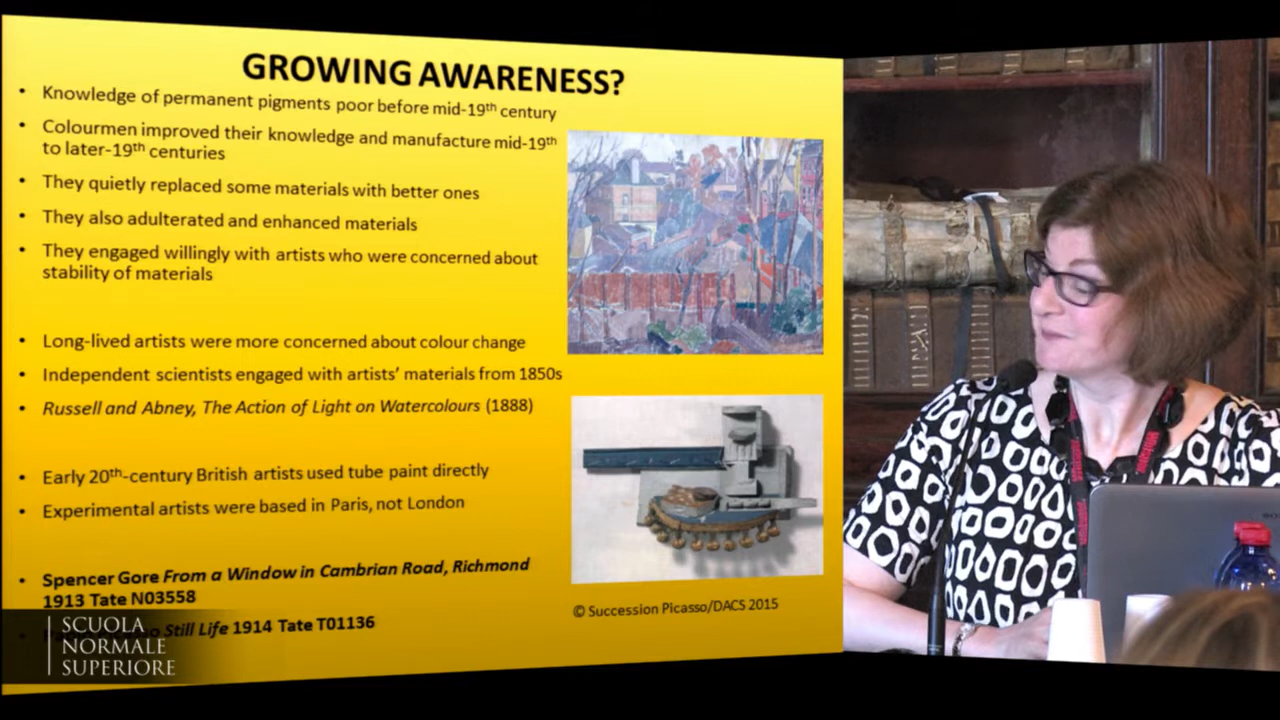 GROWING AWARENESS?
• Knowledge of permanent pigments poor before mid-19th century
• Colourmen improved their knowledge and manufacture mid-19th
to later-19th centuries
• They quietly replaced some materials with better ones
• They also adulterated and enhanced materials
• They engaged willingly with artists who were concerned about
stability of materials
• Long-lived artists were more concerned about colour change
• Independent scientists engaged with artists' materials from 1850s
• Russell and Abney, The Action of Light on Watercolours (1888)
• Early 20th-century British artists used tube paint directly
• Experimental artists were based in Paris, not London
• Spencer Gore From a Window in Cambrian Road, Richmond
1913 Tate N03558
Still Life 1914 Tate T01136
© Succession Picasso/DACS 2015
SCUOLA
NORMALE
SUPERIORE